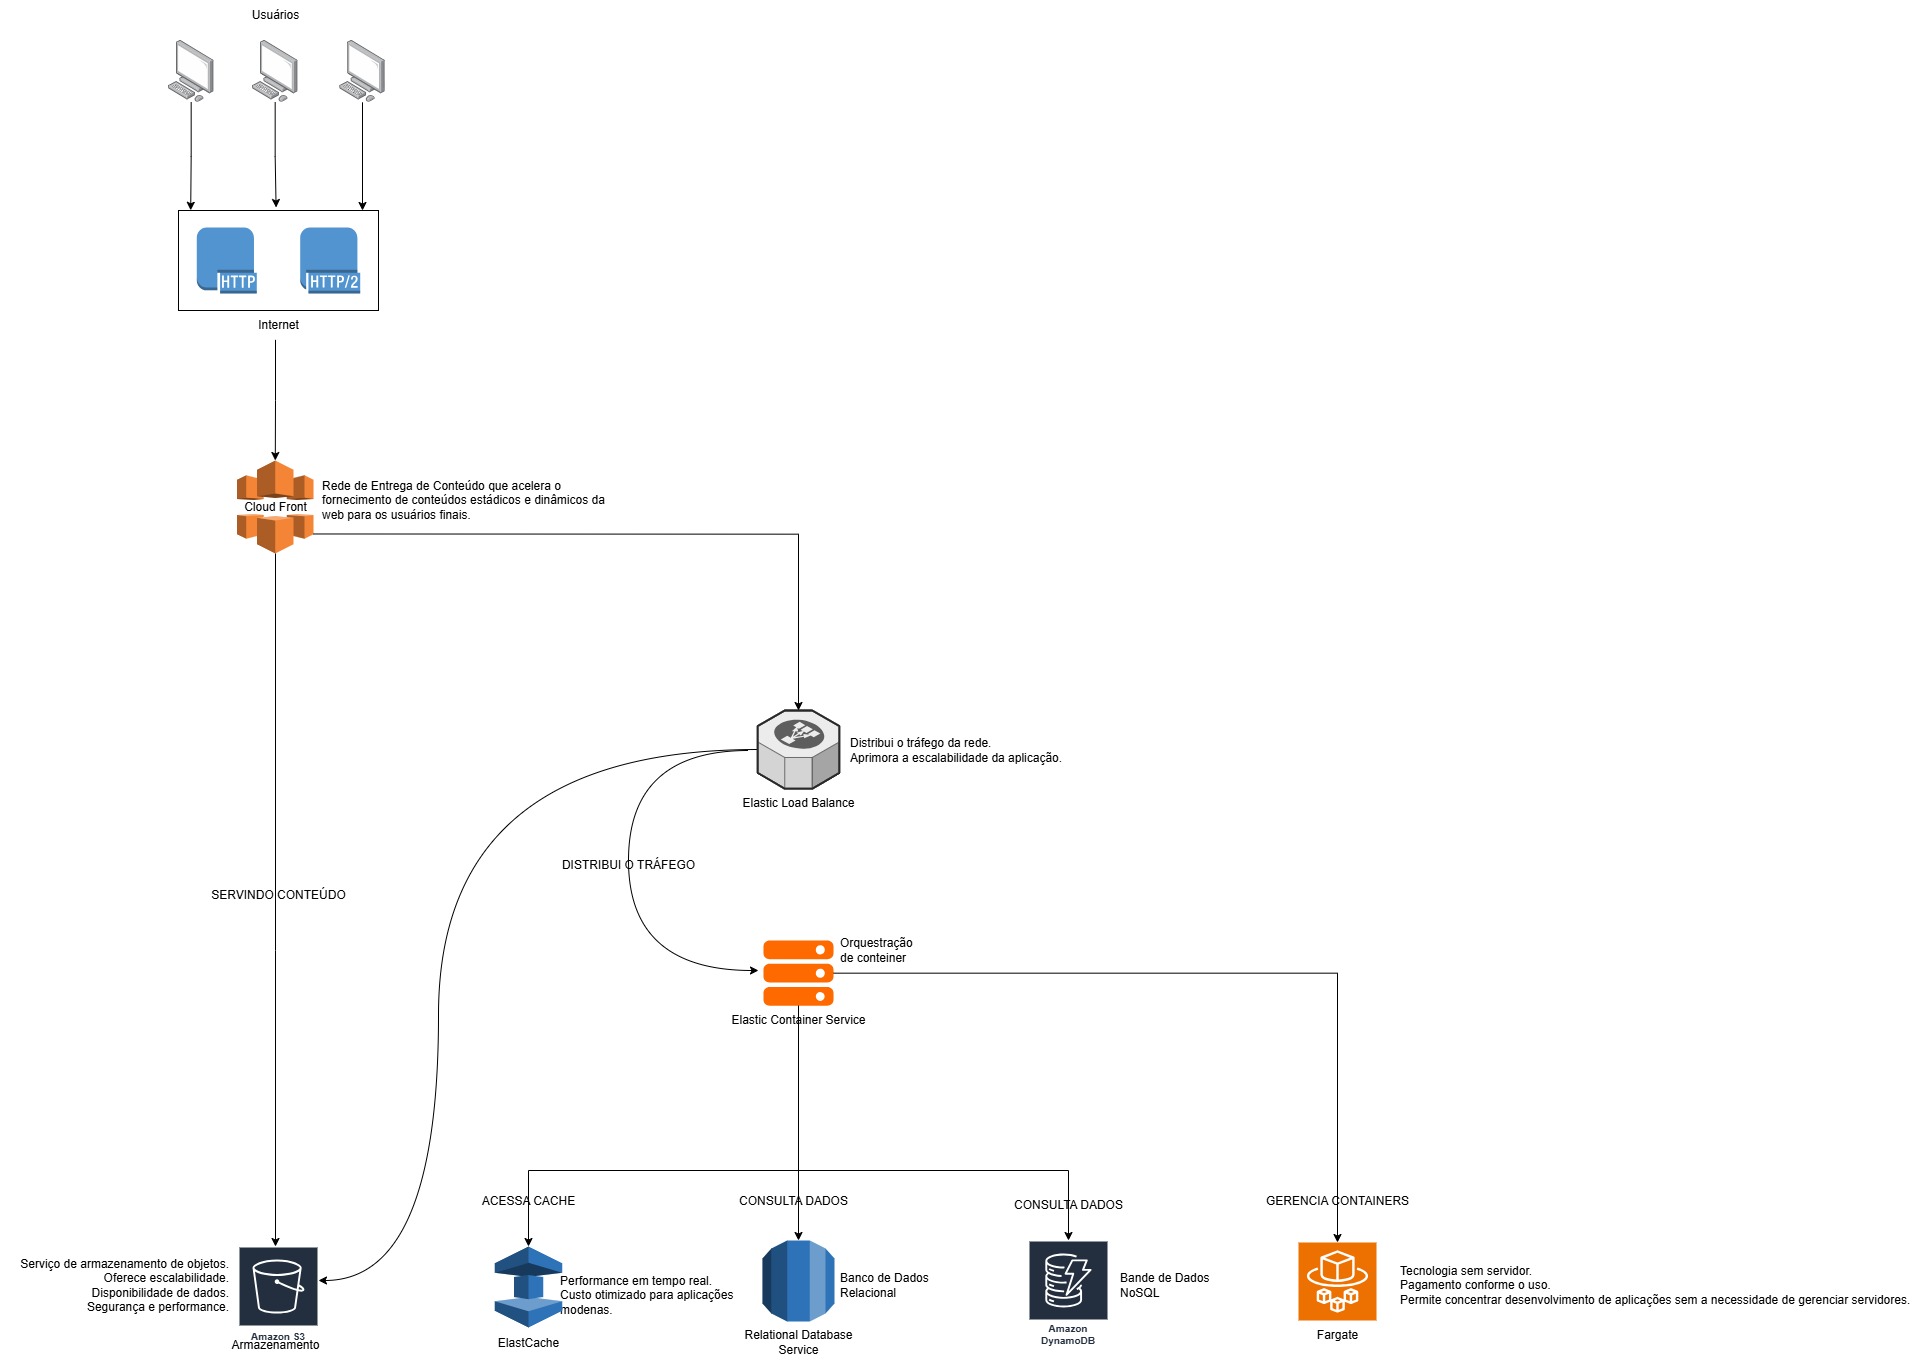 Usuários
HTTP
HTTP/2
Internet
Cloud Front
Rede de Entrega de Conteúdo que acelera o
fornecimento de conteúdos estádicos e dinâmicos da
web para os usuários finais.
Distribui o tráfego da rede.
Aprimora a escalabilidade da aplicação.
Elastic Load Balance
DISTRIBUI O TRÁFEGO
SERVINDO CONTEÚDO
Orquestração
de conteiner
Elastic Container Service
ACESSA CACHE
CONSULTA DADOS
CONSULTA DADOS
GERENCIA CONTAINERS
Serviço de armazenamento de objetos.
Oferece escalabilidade.
Disponibilidade de dados.
Segurança e performance.
Amazon S3
Armazenamento
Performance em tempo real.
Custo otimizado para aplicações
modenas.
ElastCache
Banco de Dados
Relacional
Relational Database
Service
Bande de Dados
NoSQL
Amazon
DynamoDB
Tecnologia sem servidor.
Pagamento conforme o uso.
Permite concentrar desenvolvimento de aplicações sem a necessidade de gerenciar servidores.
Fargate